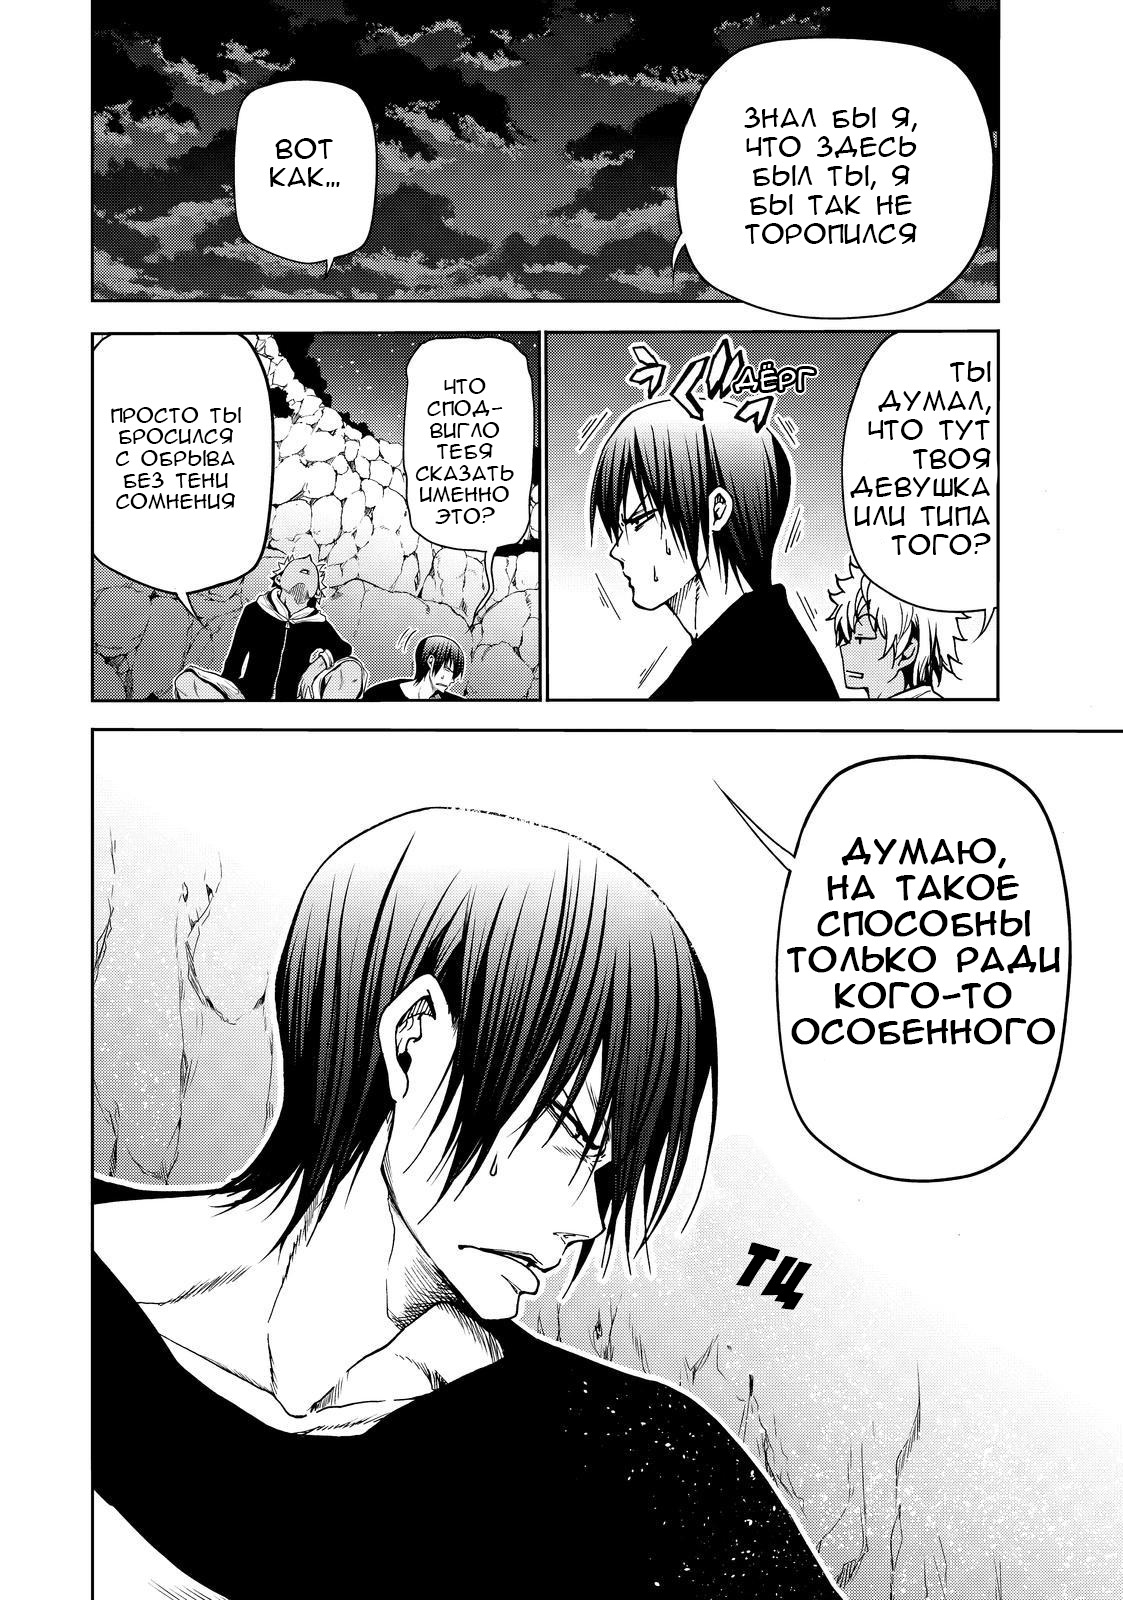 ЗНАЛ БЫ Я,
ЧТО ЗДЕСЬ
БЫЛ ТЫ, Я
БЫ ТАК НЕ
ТОРОПИЛСЯ
ВОТ
КАК,,,
ТЫ
ДУМАЛ,
ЧТО ТУТ
ТВОЯ
ДЕВУШКА
ИЛИ ТИПА
ТОГО?
ДЁРГ
ЧТО
СПОД-
ВИГЛО
ТЕБЯ
СКАЗАТЬ
ИМЕННО
ЭТО?
ПРОСТО ТЫ
БРОСИЛСЯ
С ОБРЫВА
БЕЗ ТЕНИ
СОМНЕНИЯ
ДУМАЮ,
НА ТАКОЕ
СПОСОБНЫ
ТОЛЬКО РАДИ
КОГО-ТО
ОСОБЕННОГО
ТЦ